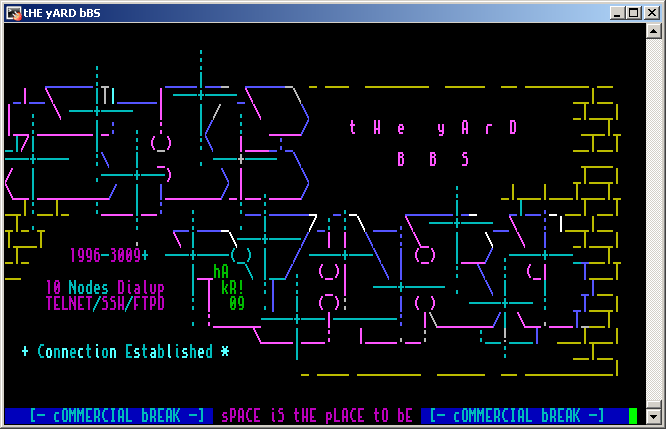 tHE yARD bBS
t H e y A r D
B B S
1996-3009+
hA
10 Nodes Dialup kR!
TELNET/SSH/FTPD 09
+ Connection Established *
[- cOMMERCIAL bREAK -] sPACE iS tHE pLACE tO bE [- cOMMERCIAL bREAK -]